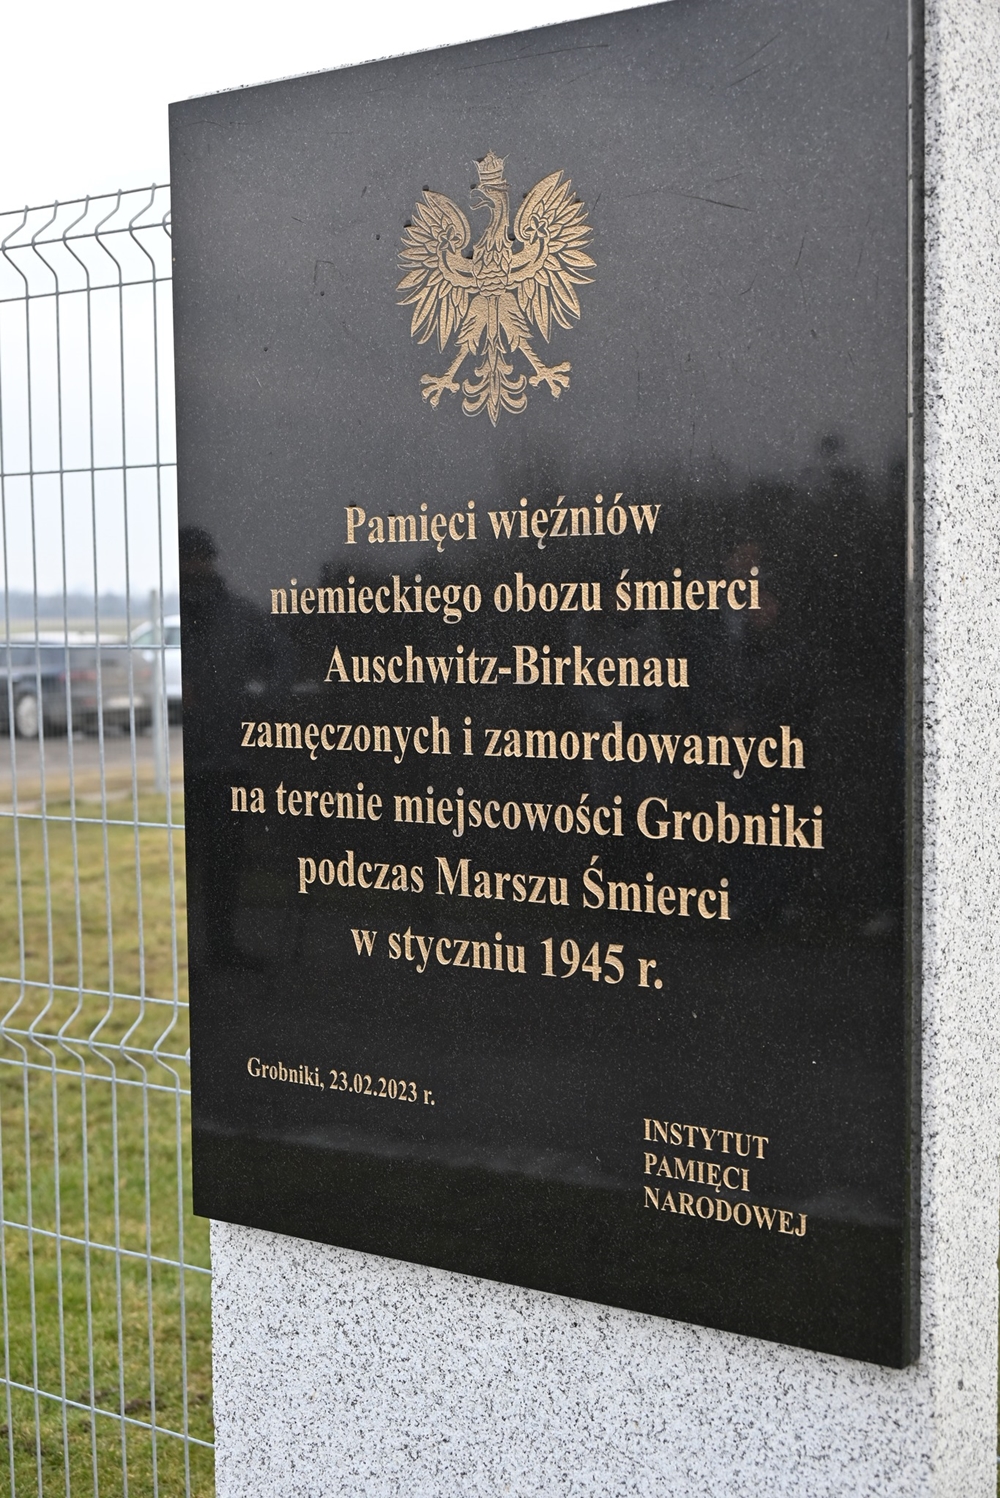 Pamięci więźniów
niemieckiego obozu śmierci
Auschwitz-Birkenau
zamęczonych i zamordowanych
na terenie miejscowości Grobniki
podczas Marszu Śmierci
w styczniu 1945 r.
Grobniki, 23.02.2023 r.
INSTYTUT
PAMIĘCI
NARODOWEJ